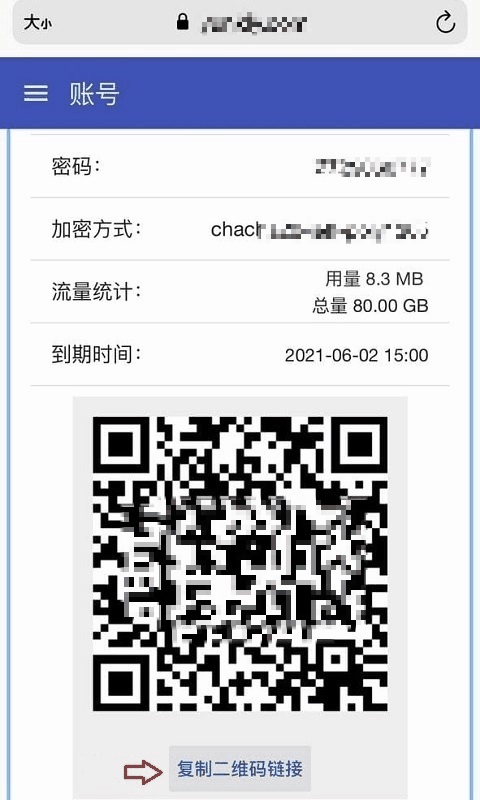 大小
账号
密码：
加密方式：
chach
流量统计：
用量 8.3 MB
总量 80.00 GB
到期时间：
2021-06-02 15:00
复制二维码链接